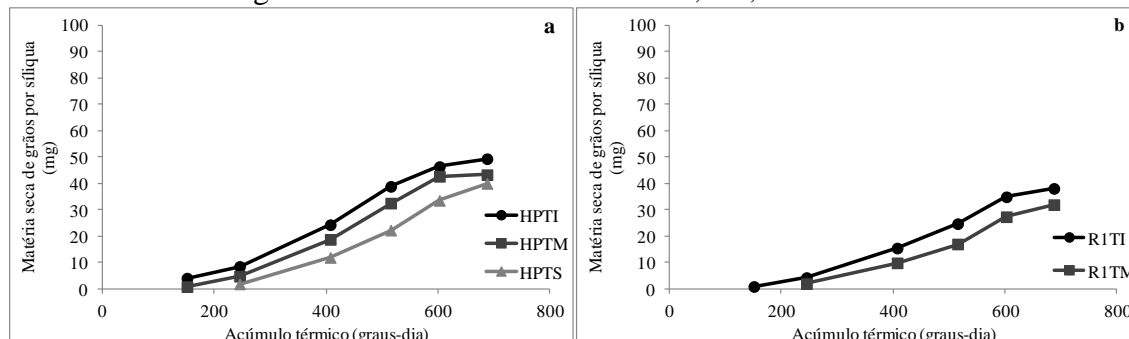 100
90
80
70
60
50
40
30
20
10
0
0 200 400 600 800
Matéria seca de grãos por síliqua
(mg)
Acúmulo térmico (graus-dia)
a
HPTI
HPTM
HPTS
100
90
80
70
60
50
40
30
20
10
0
0 200 400 600 800
Matéria seca de grãos por síliqua
(mg)
Acúmulo térmico (graus-dia)
b
R1TI
R1TM